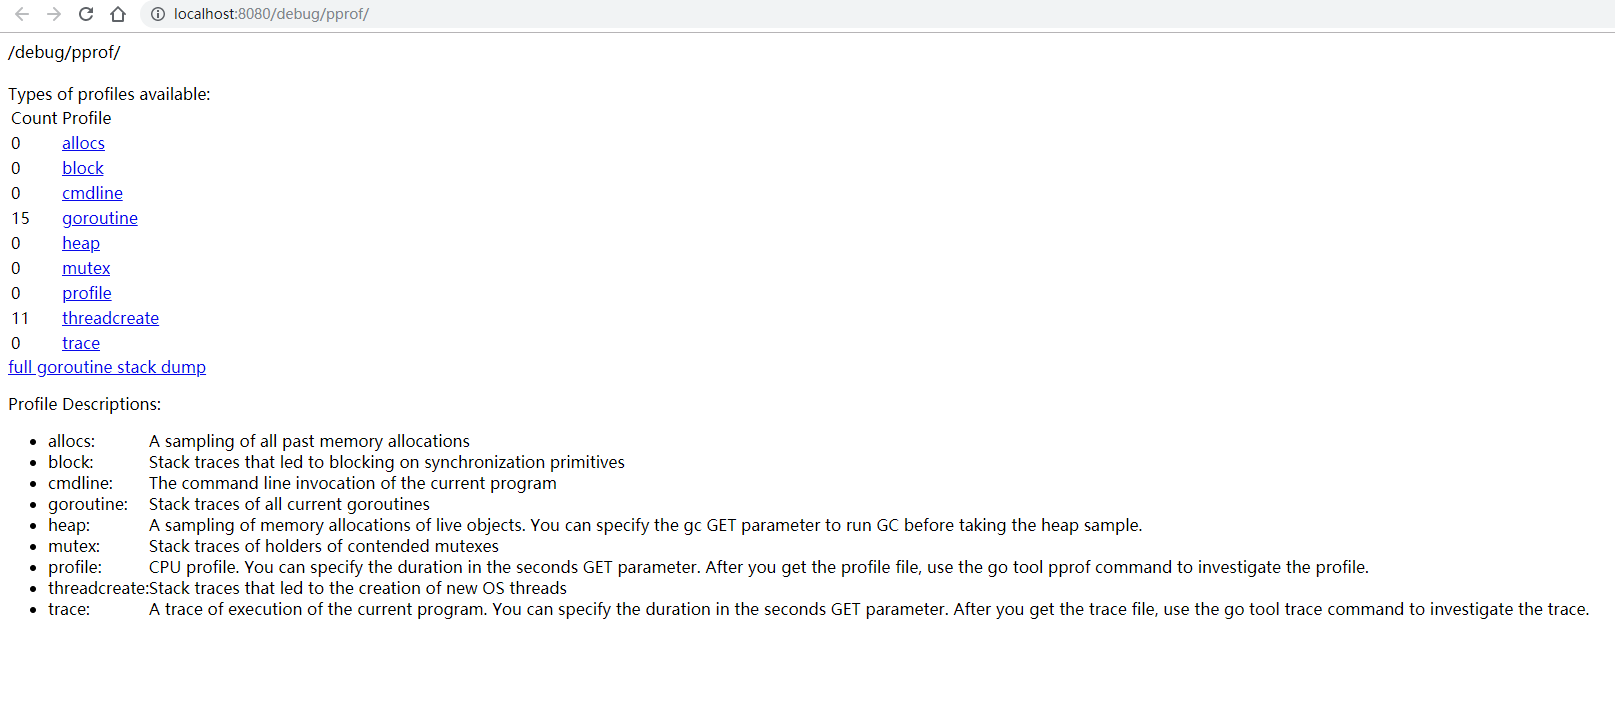 localhost:8080/debug/pprof/
/debug/pprof/
Types of profiles available:
Count Profile
0 allocs
0 block
0 cmdline
15 goroutine
0 heap
0 mutex
0 profile
11 threadcreate
0 trace
full goroutine stack dump
Profile Descriptions:
• allocs: A sampling of all past memory allocations
• block: Stack traces that led to blocking on synchronization primitives
• cmdline: The command line invocation of the current program
• goroutine: Stack traces of all current goroutines
• heap: A sampling of memory allocations of live objects. You can specify the gc GET parameter to run GC before taking the heap sample.
• mutex: Stack traces of holders of contended mutexes
• profile: CPU profile. You can specify the duration in the seconds GET parameter. After you get the profile file, use the go tool pprof command to investigate the profile.
• threadcreate:Stack traces that led to the creation of new OS threads
• trace: A trace of execution of the current program. You can specify the duration in the seconds GET parameter. After you get the trace file, use the go tool trace command to investigate the trace.